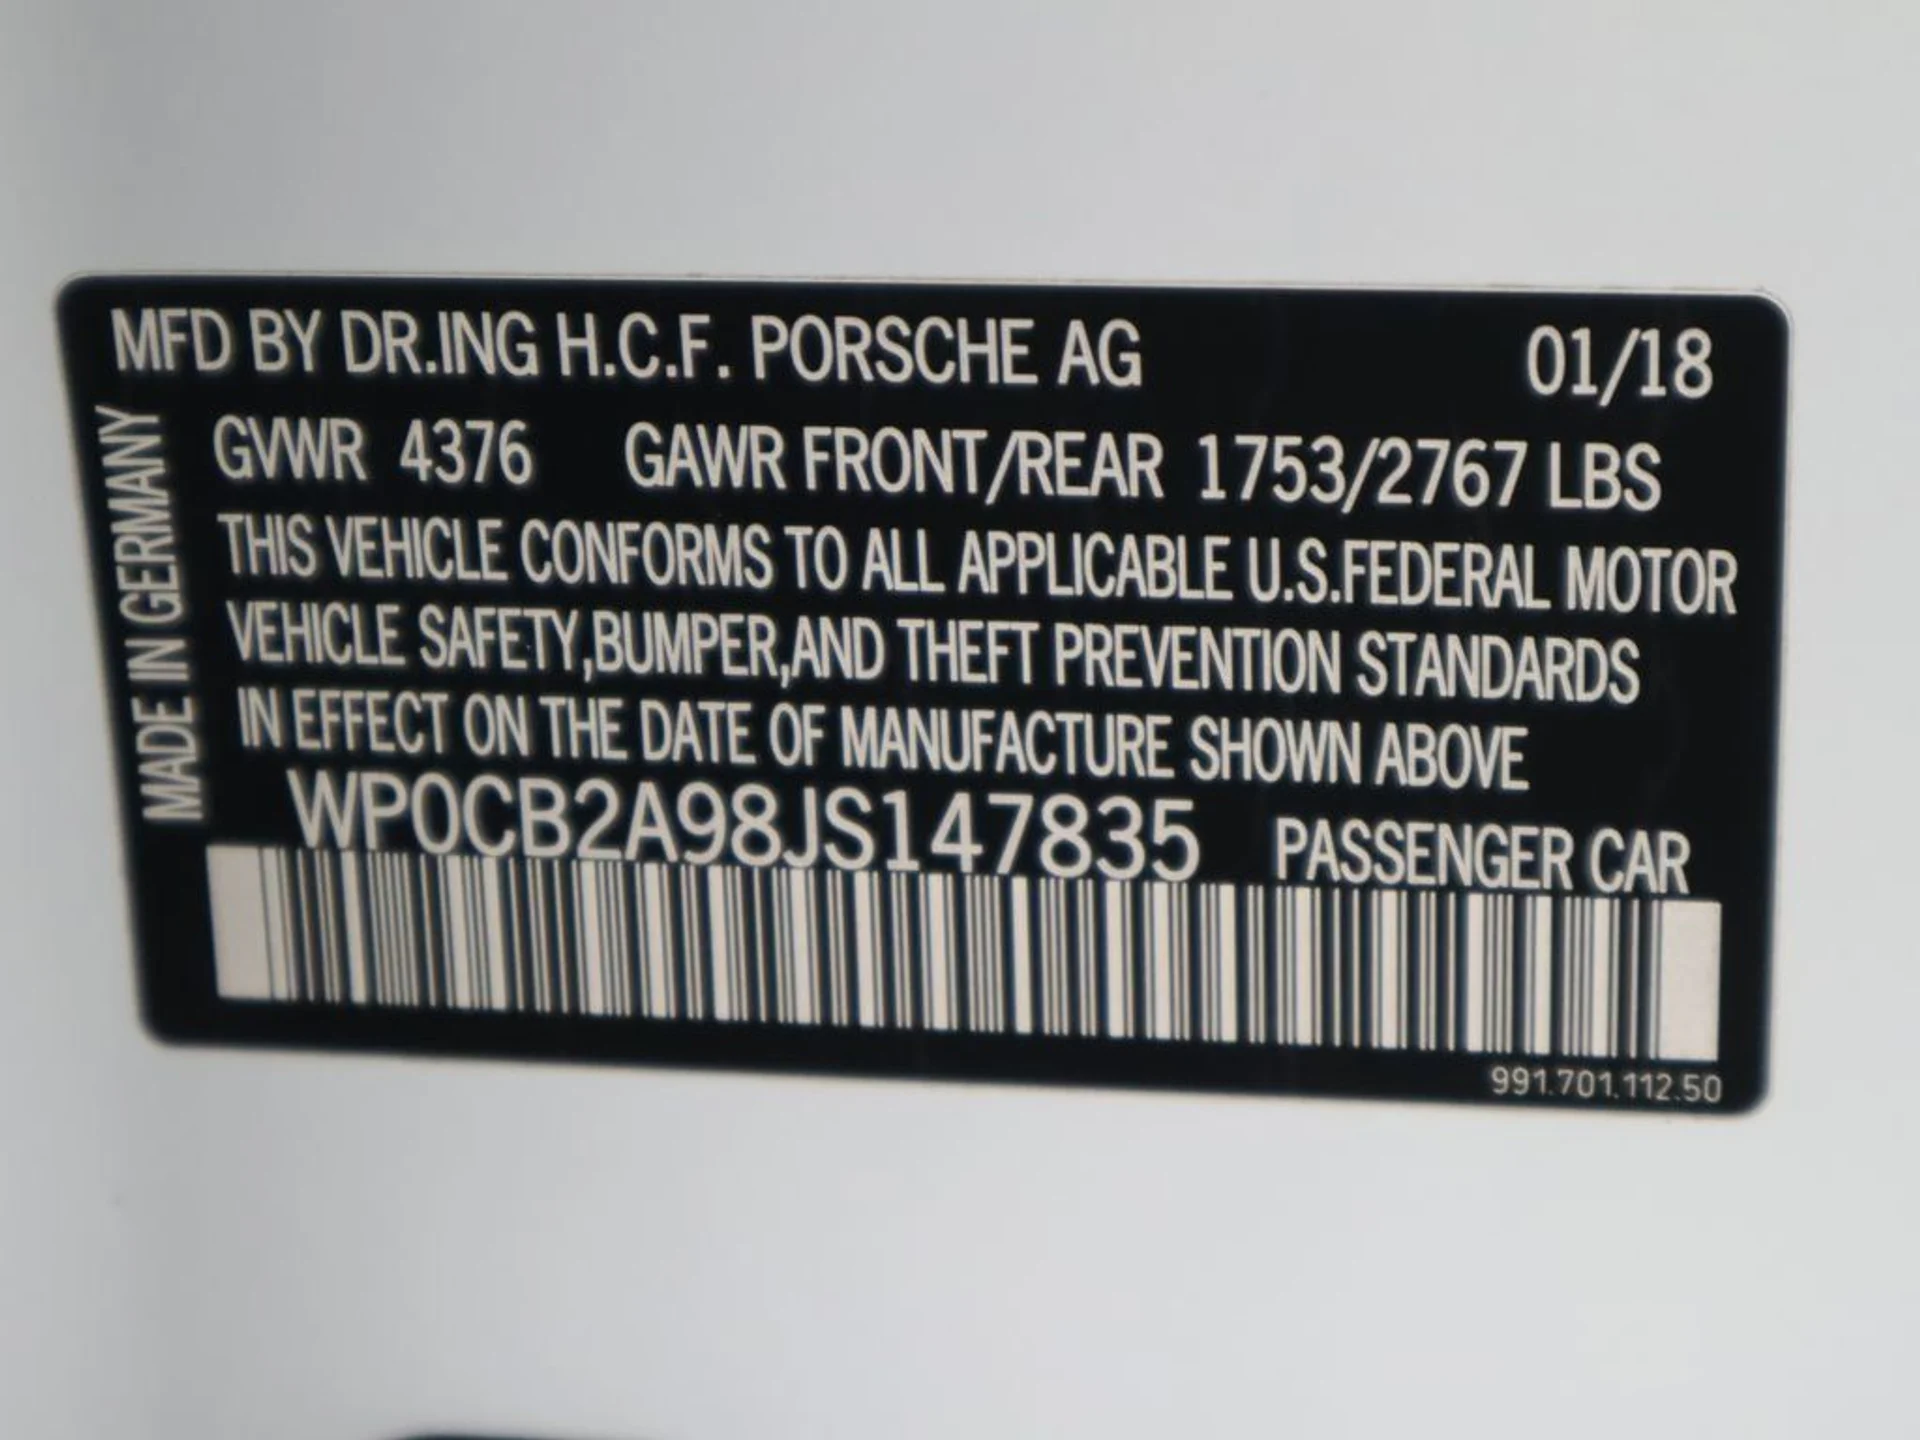 MFD BY DR.ING H.C.F. PORSCHE AG 01/18
MADE IN GERMANY
GVWR 4376 GAWR FRONT/REAR 1753/2767 LBS
THIS VEHICLE CONFORMS TO ALL APPLICABLE U.S.FEDERAL MOTOR
VEHICLE SAFETY,BUMPER,AND THEFT PREVENTION STANDARDS
IN EFFECT ON THE DATE OF MANUFACTURE SHOWN ABOVE
WP0CB2A98JS147835 PASSENGER CAR
991.701.112.50